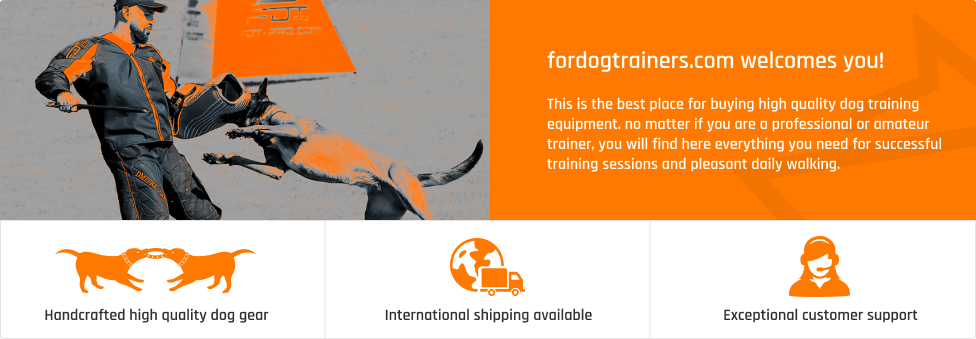 fordogtrainers.com welcomes you!
This is the best place for buying high quality dog training
equipment. no matter if you are a professional or amateur
trainer, you will find here everything you need for successful
training sessions and pleasant daily walking.
Handcrafted high quality dog gear
International shipping available
Exceptional customer support